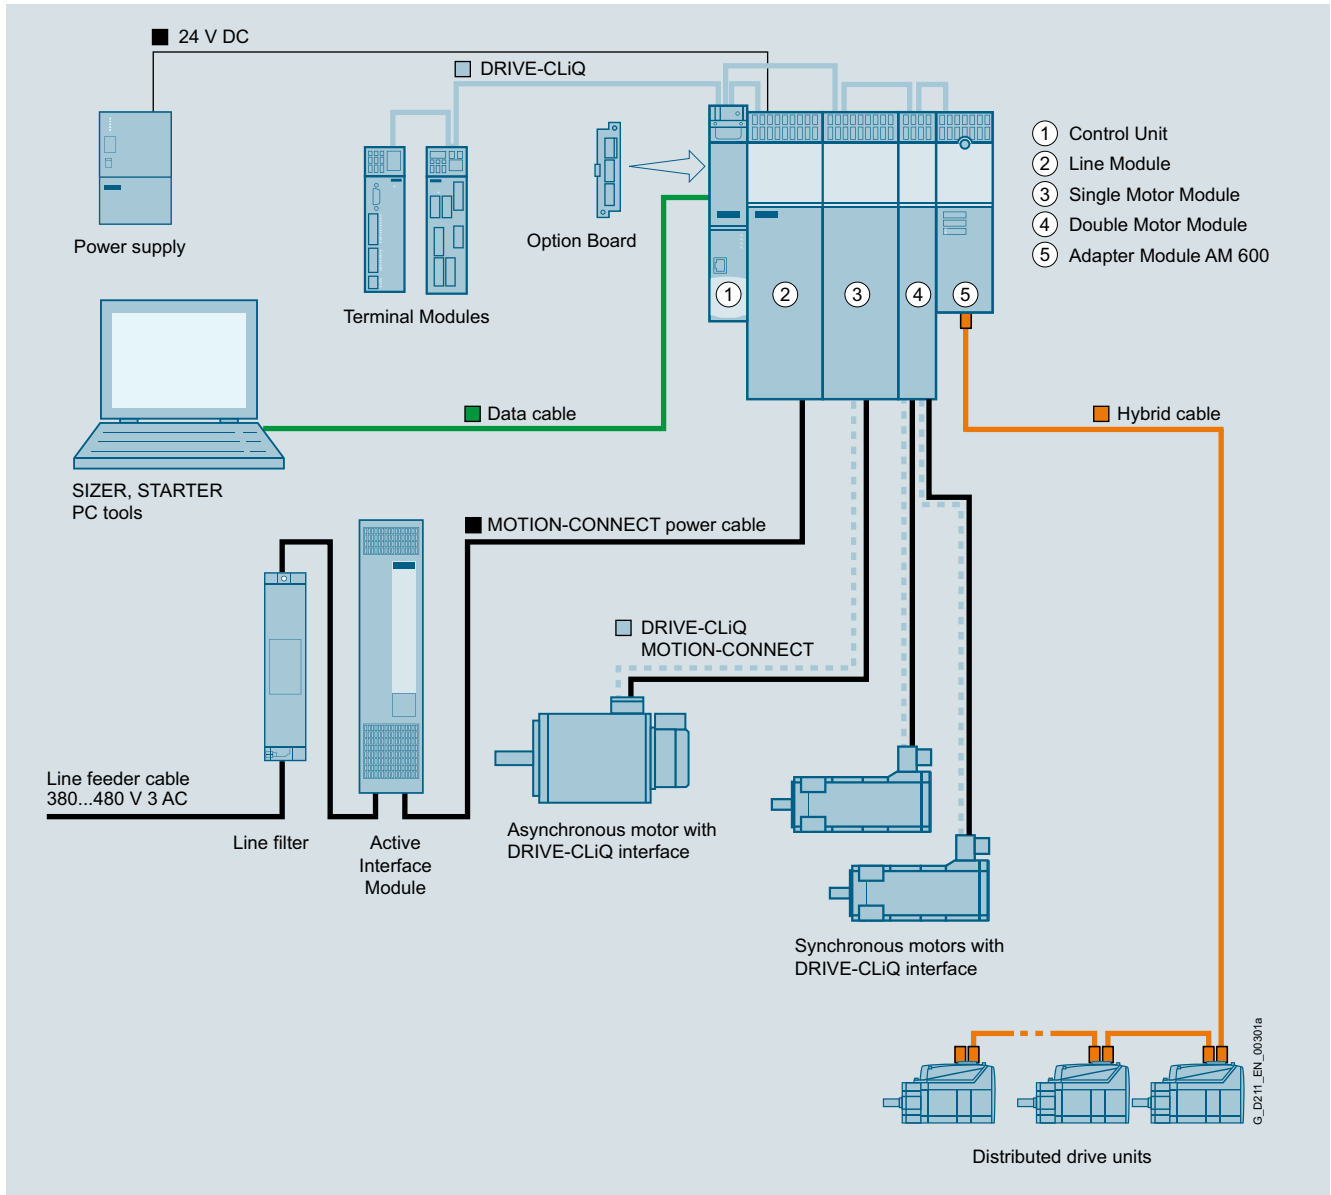 24 V DC
DRIVE-CLiQ
Power supply
Terminal Modules
Option Board
1 Control Unit
2 Line Module
3 Single Motor Module
4 Double Motor Module
5 Adapter Module AM 600
1
2
3
4
5
Data cable
Hybrid cable
SIZER, STARTER
PC tools
MOTION-CONNECT power cable
DRIVE-CLiQ
MOTION-CONNECT
Line feeder cable
380...480 V 3 AC
Line filter
Active
Interface
Module
Asynchronous motor with
DRIVE-CLiQ interface
Synchronous motors with
DRIVE-CLiQ interface
Distributed drive units
G_D211_EN_00301a